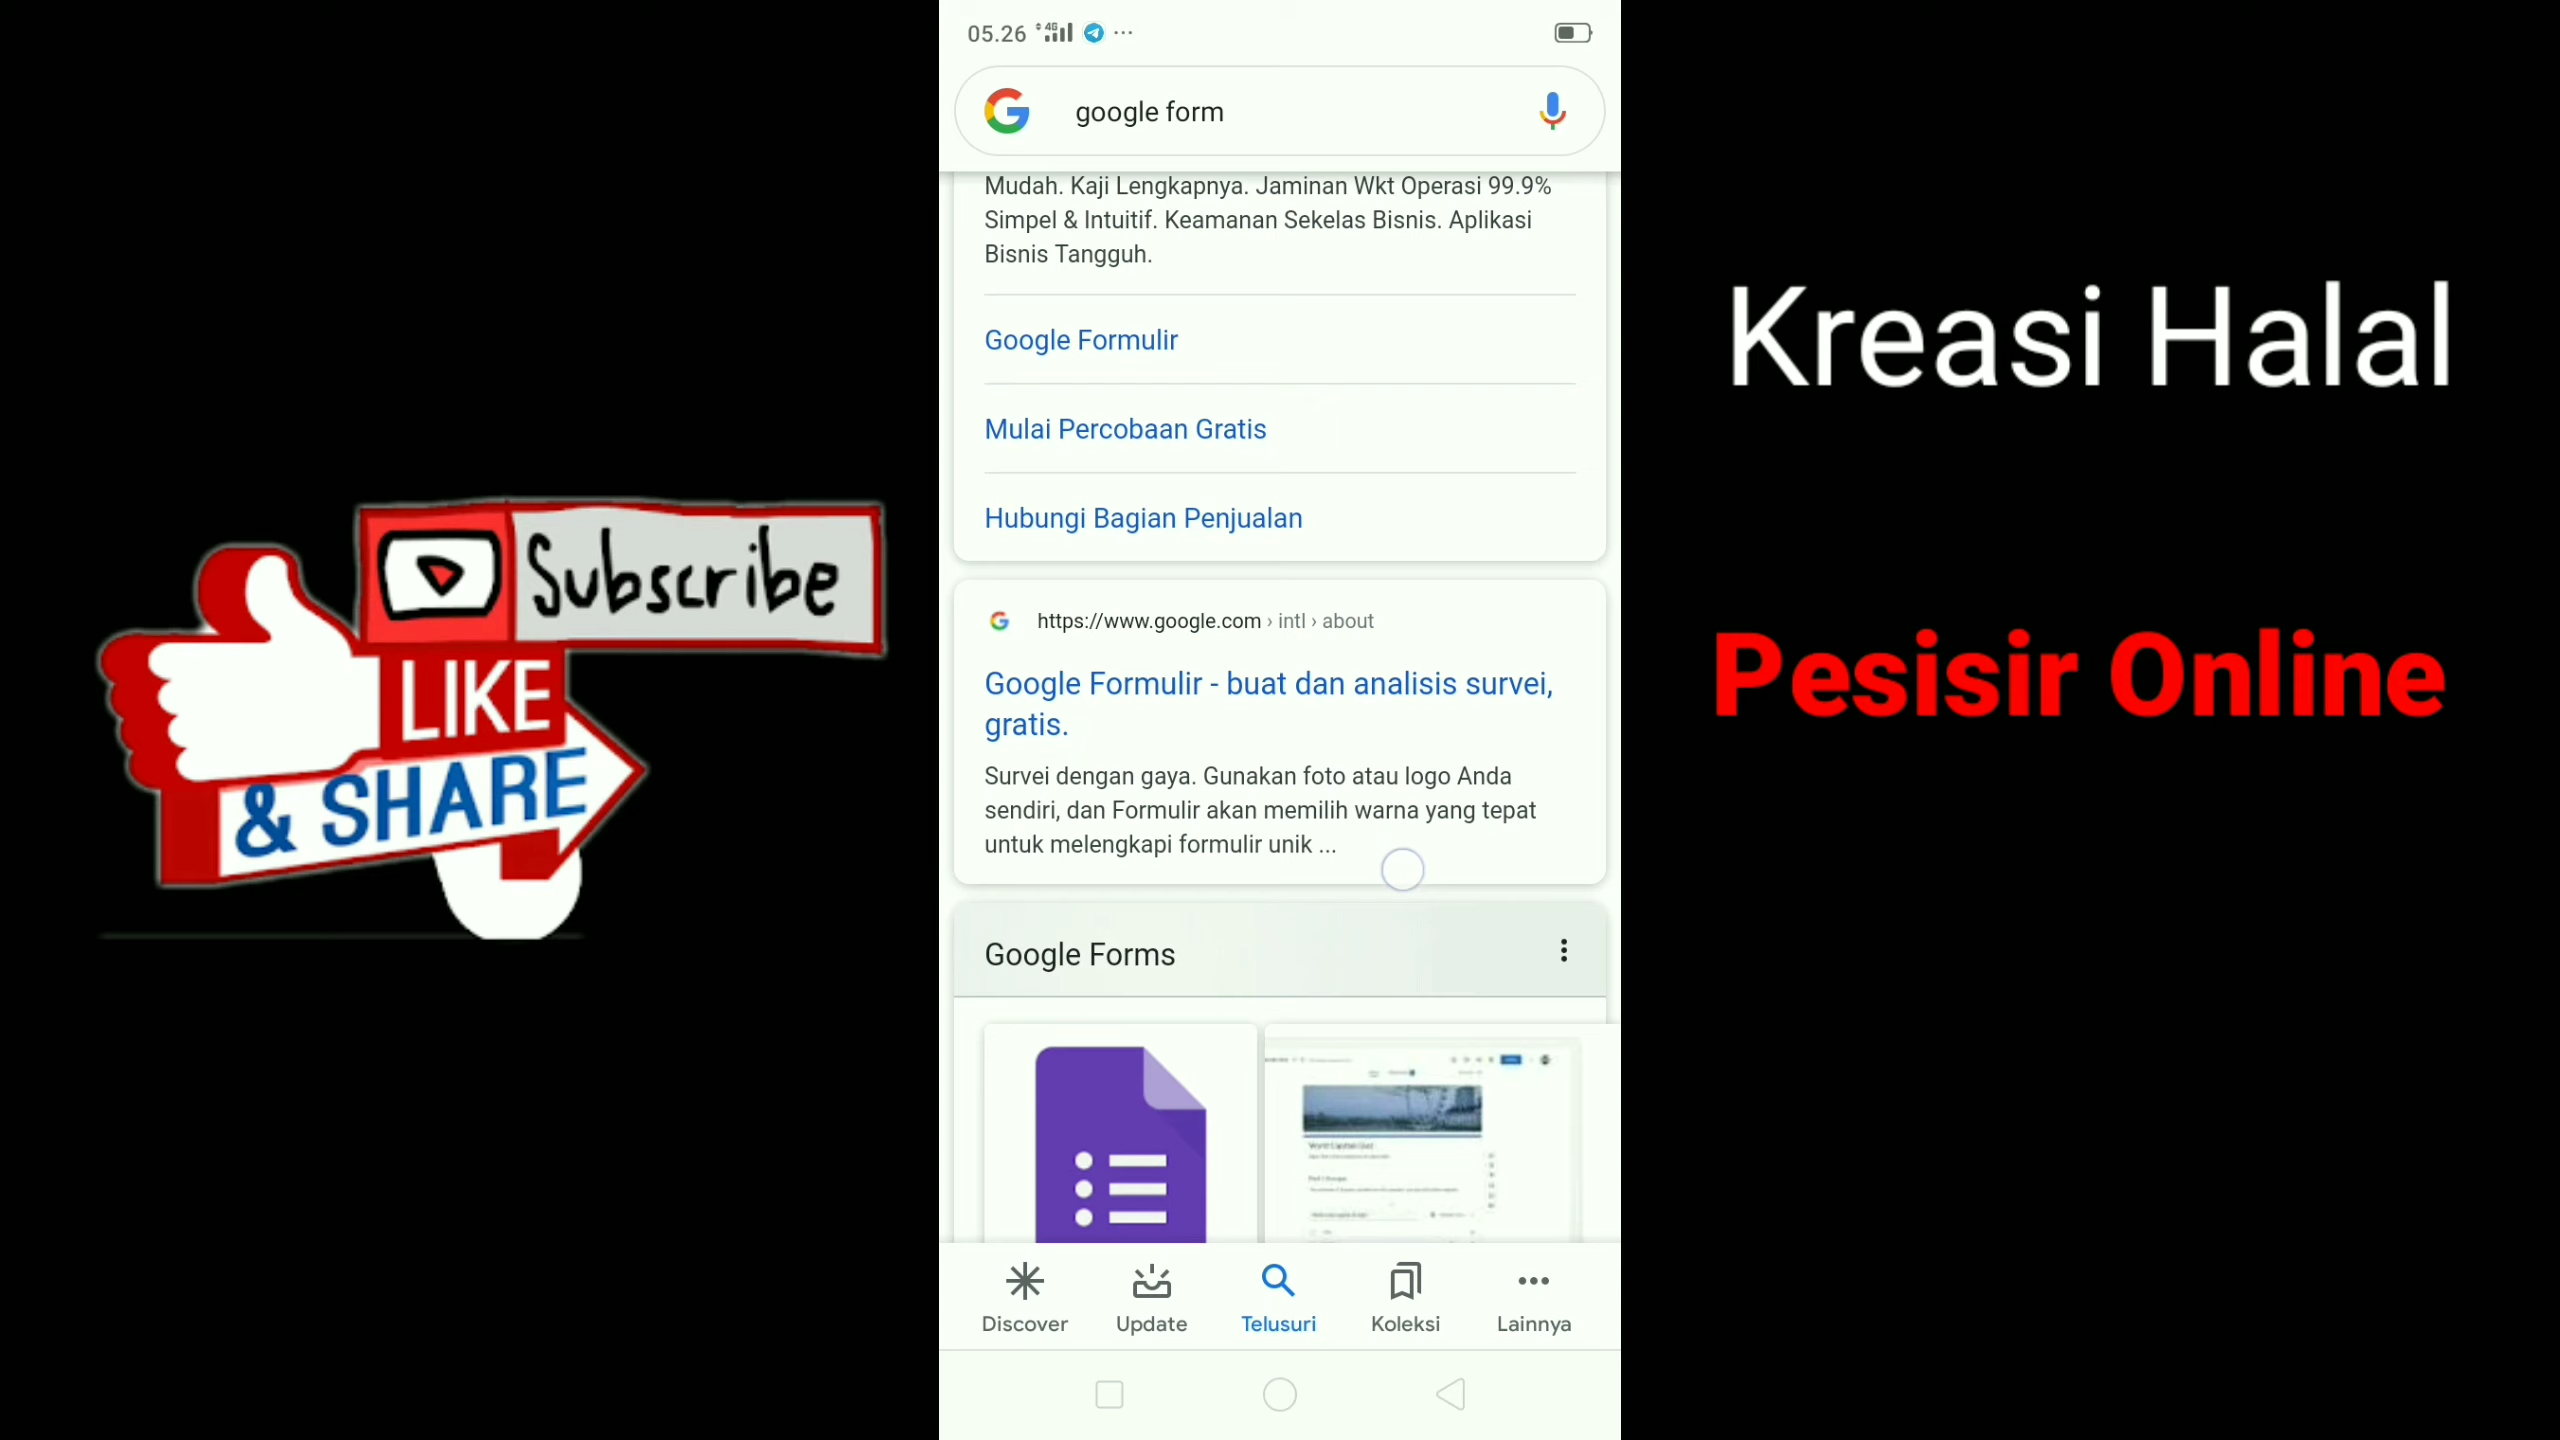 05.26 4G
google form
Mudah. Kaji Lengkapnya. Jaminan Wkt Operasi 99.9%
Simpel & Intuitif. Keamanan Sekelas Bisnis. Aplikasi
Bisnis Tangguh.
Google Formulir
Mulai Percobaan Gratis
Hubungi Bagian Penjualan
https://www.google.com › intl › about
Google Formulir - buat dan analisis survei,
gratis.
Survei dengan gaya. Gunakan foto atau logo Anda
sendiri, dan Formulir akan memilih warna yang tepat
untuk melengkapi formulir unik ...
Google Forms
Discover Update Telusuri Koleksi Lainnya
Subscribe
LIKE
& SHARE
Kreasi Halal
Pesisir Online